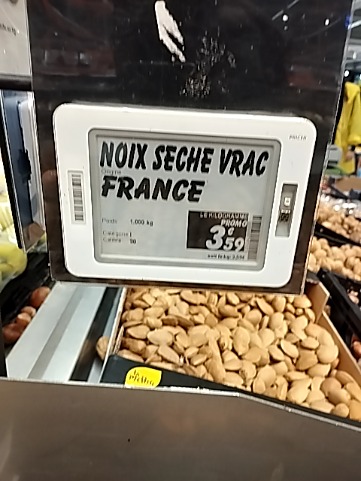 NOIX SECHE VRAC
Origine
FRANCE
Poids 1,000 kg
LE KILOGRAMME
PROMO
Catégorie I
3€59